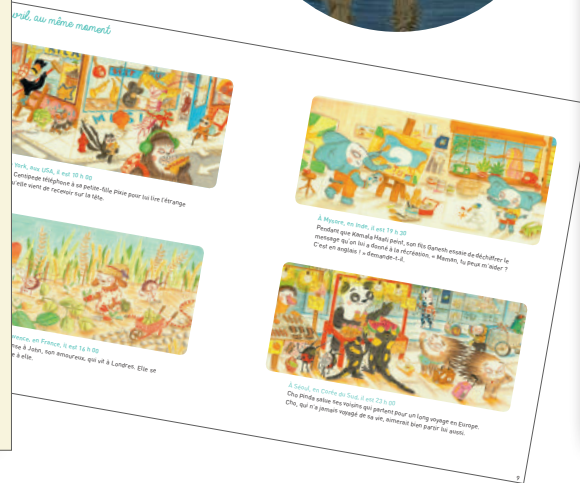 avril, au même moment
York, aux USA, il est 10 h 00
Centipede téléphone à sa petite-fille Pixie pour lui lire l'étrange
qu'elle vient de recevoir sur la tête.
À Mysore, en Inde, il est 19 h 30
Pendant que Kamala Haati peint, son fils Ganesh essaie de déchiffrer le
message qu'on lui a donné à la récréation. « Maman, tu peux m'aider ?
C'est en anglais ! » demande-t-il.
en France, il est 16 h 00
à John, son amoureux, qui vit à Londres. Elle se
à elle.
À Séoul, en Corée du Sud, il est 23 h 00
Cho Pinda salue ses voisins qui partent pour un long voyage en Europe.
Cho, qui n'a jamais voyagé de sa vie, aimerait bien partir lui aussi.
9